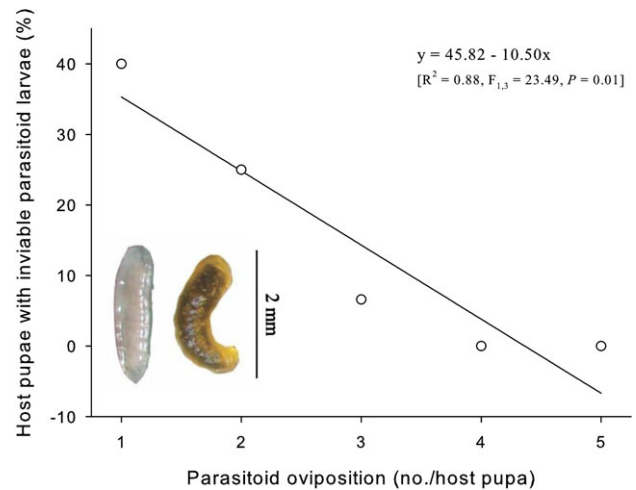 Host pupae with inviable parasitoid larvae (%)
y = 45.82 - 10.50x
[R² = 0.88, F₁,₃ = 23.49, P = 0.01]
40
30
20
10
0
-10
2 mm
1 2 3 4 5
Parasitoid oviposition (no./host pupa)